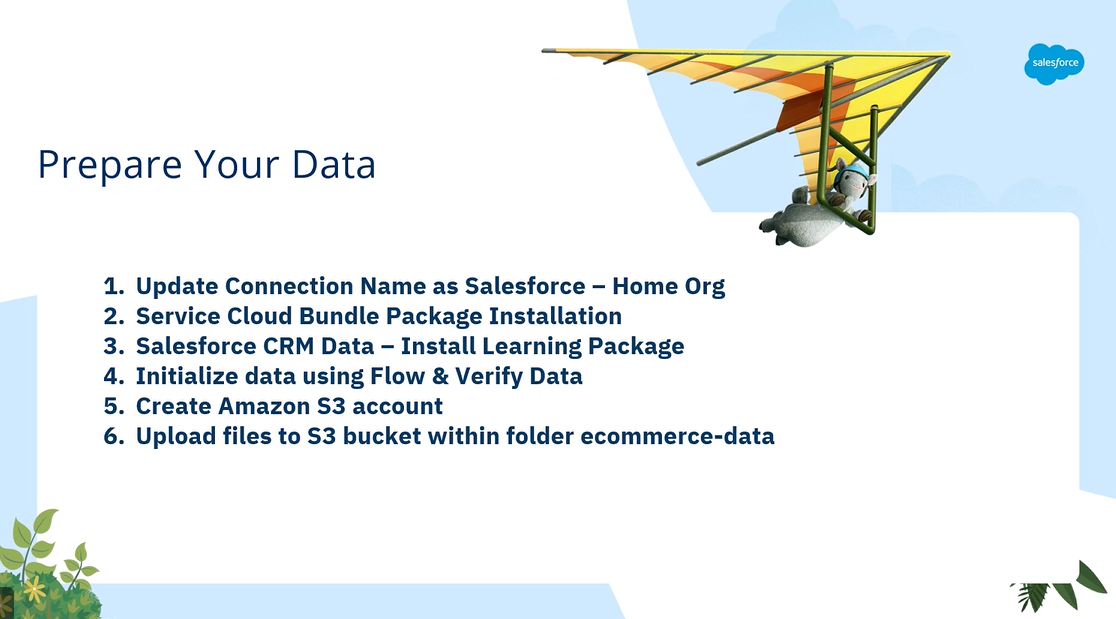 salesforce
Prepare Your Data
1. Update Connection Name as Salesforce – Home Org
2. Service Cloud Bundle Package Installation
3. Salesforce CRM Data – Install Learning Package
4. Initialize data using Flow & Verify Data
5. Create Amazon S3 account
6. Upload files to S3 bucket within folder ecommerce-data